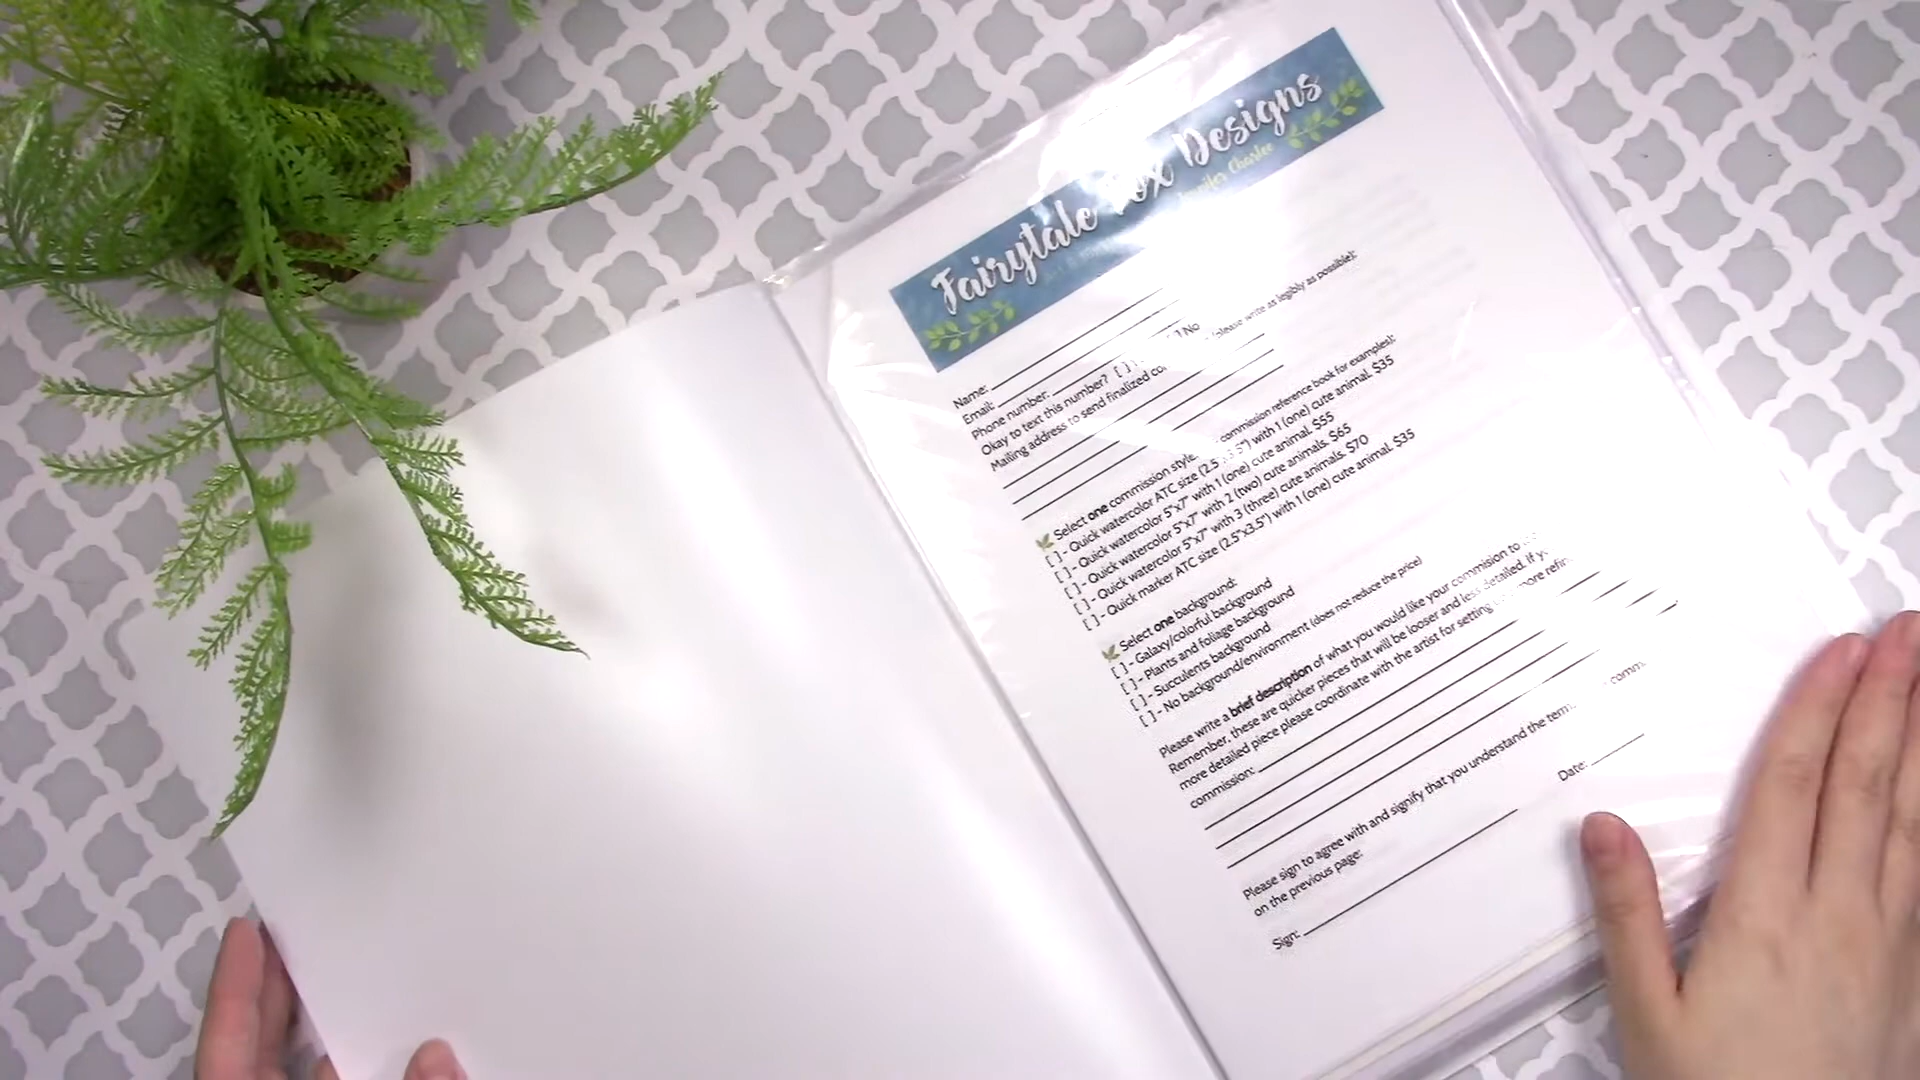 Fairytale Fox Designs
Charlee
Name:
Email:
Phone number:
Okay to text this number? [ ] ] No
Mailing address to send finalized (please write as legibly as possible):
Select one commission style commission reference book for examples):
[ ] - Quick watercolor ATC size (2.5"x3.5") with 1 (one) cute animal. $35
[ ] - Quick watercolor 5"x7" with 1 (one) cute animal. $55
[ ] - Quick watercolor 5"x7" with 2 (two) cute animals. $65
[ ] - Quick watercolor 5"x7" with 3 (three) cute animals. $70
[ ] - Quick marker ATC size (2.5"x3.5") with 1 (one) cute animal. $35
Select one background:
[ ] - Galaxy/colorful background
[ ] - Plants and foliage background
[ ] - Succulents background
[ ] - No background/environment (does not reduce the price)
Please write a brief description of what you would like your commission to
Remember, these are quicker pieces that will be looser and less detailed. If
more detailed piece please coordinate with the artist for setting more
commission:
Please sign to agree with and signify that you understand the
on the previous page:
Sign: Date: